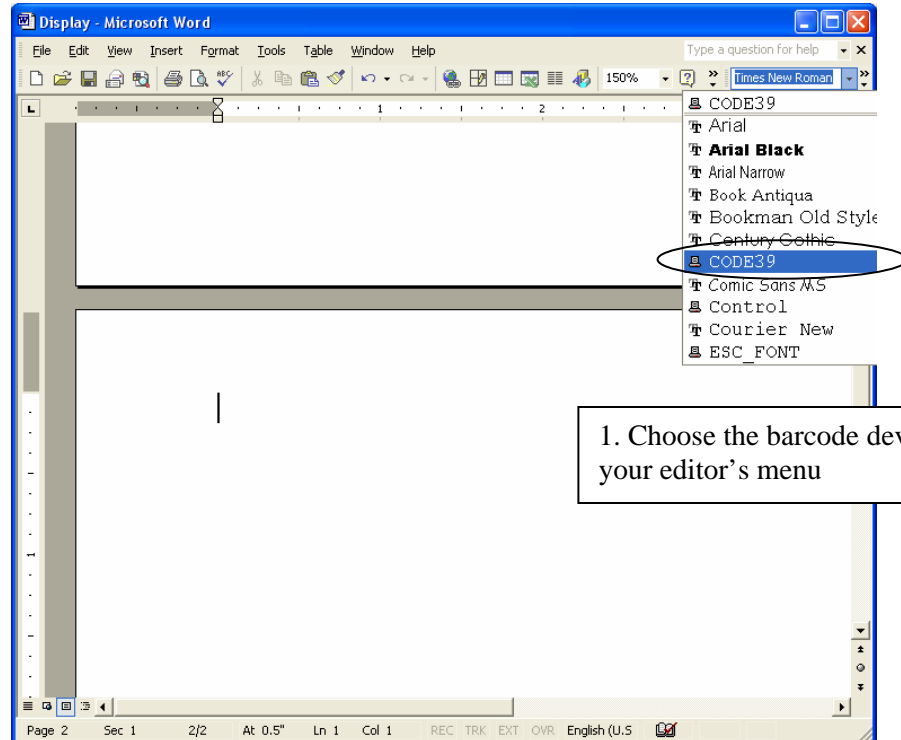 Display - Microsoft Word
File Edit View Insert Format Tools Table Window Help Type a question for help
ABC 150% Times New Roman
L 1 2
CODE39
Arial
Arial Black
Arial Narrow
Book Antiqua
Bookman Old Style
Century Gothic
CODE39
Comic Sans MS
Control
Courier New
ESC_FONT
1. Choose the barcode dev
your editor's menu
1
Page 2 Sec 1 2/2 At 0.5" Ln 1 Col 1 REC TRK EXT OVR English (U.S